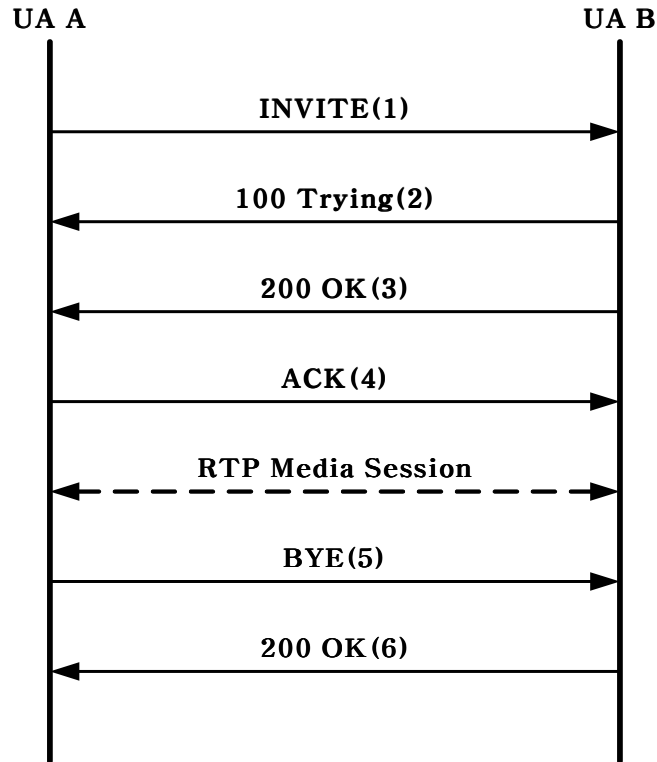 UA A
UA B
INVITE(1)
100 Trying(2)
200 OK(3)
ACK(4)
RTP Media Session
BYE(5)
200 OK(6)